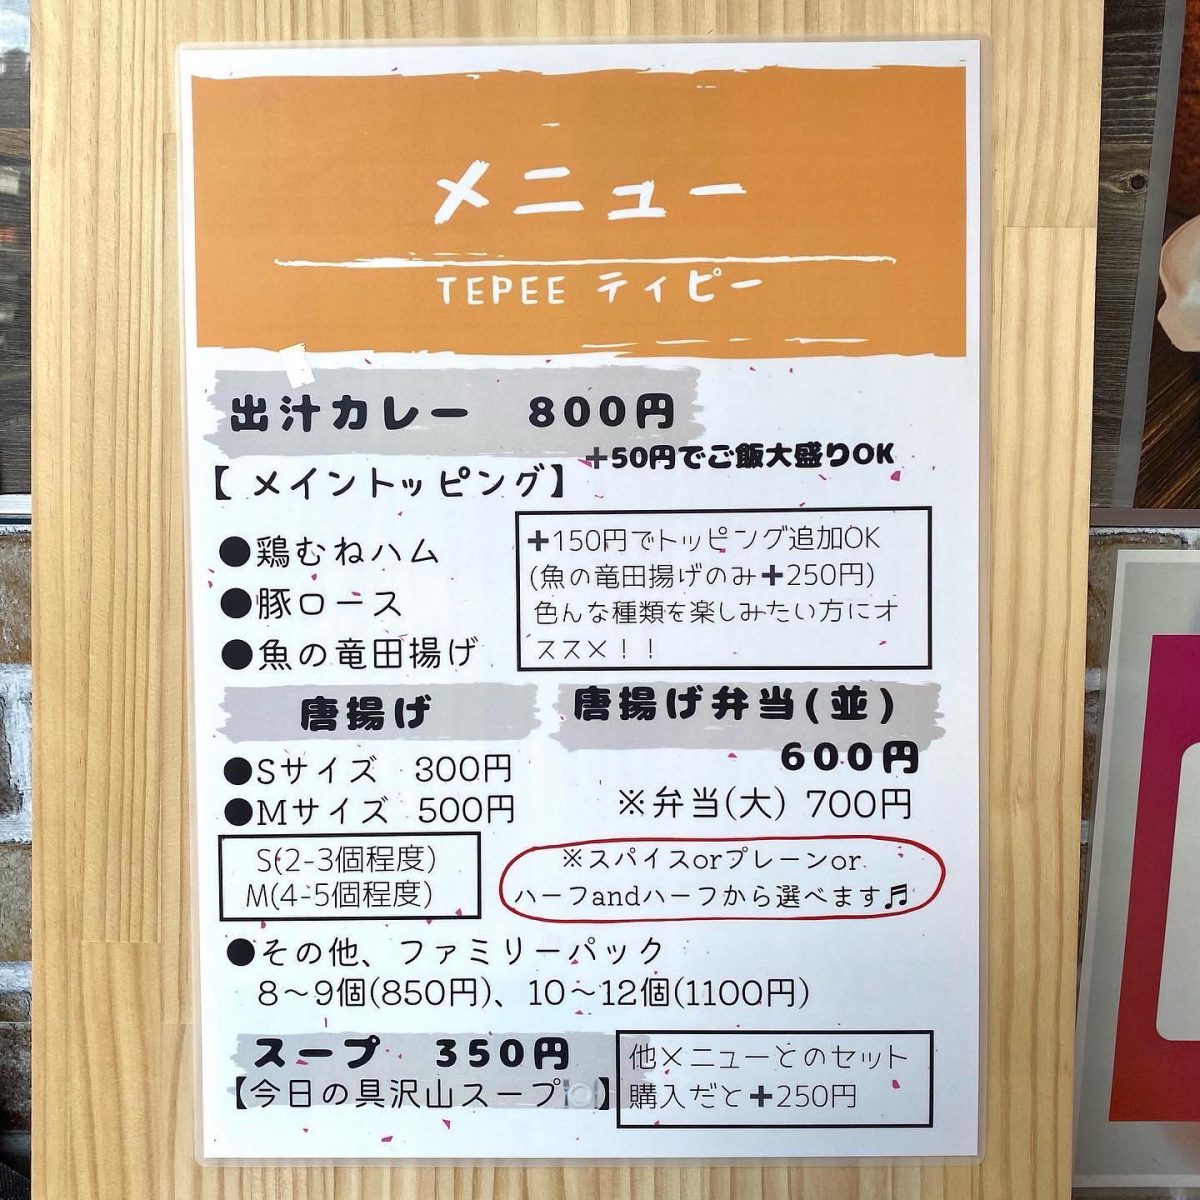 メニュー
TEPEE ティピー
出汁カレー 800円
+50円でご飯大盛りOK
【 メイントッピング】
●鶏むねハム
●豚ロース
●魚の竜田揚げ
+150円でトッピング追加OK
(魚の竜田揚げのみ+250円)
色んな種類を楽しみたい方にオ
ススメ！！
唐揚げ
●Sサイズ 300円
●Mサイズ 500円
S(2-3個程度)
M(4-5個程度)
唐揚げ弁当(並)
600円
※弁当(大) 700円
※スパイスorプレーンor
ハーフandハーフから選べます♬
●その他、ファミリーパック
8〜9個(850円)、10〜12個(1100円)
スープ 350円
【今日の具沢山スープ🍽】
他メニューとのセット
購入だと+250円